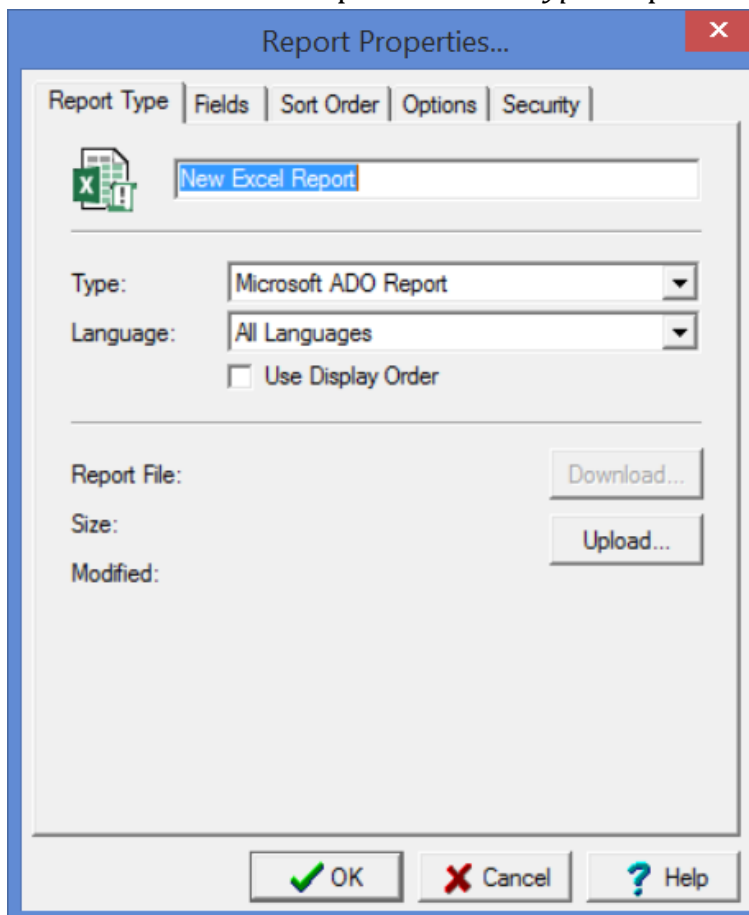 Report Properties...
Report Type Fields Sort Order Options Security
New Excel Report
Type: Microsoft ADO Report
Language: All Languages
Use Display Order
Report File: Download...
Size:
Upload...
Modified:
OK Cancel Help